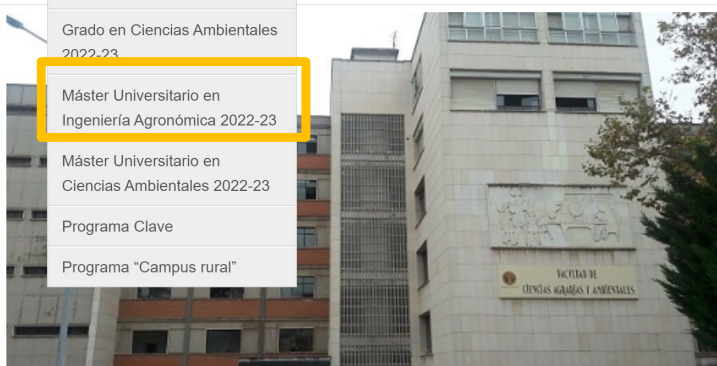 Grado en Ciencias Ambientales
2022-23
Máster Universitario en
Ingeniería Agronómica 2022-23
Máster Universitario en
Ciencias Ambientales 2022-23
Programa Clave
Programa “Campus rural”
FACULTAD DE
CIENCIAS AGRARIAS Y AMBIENTALES